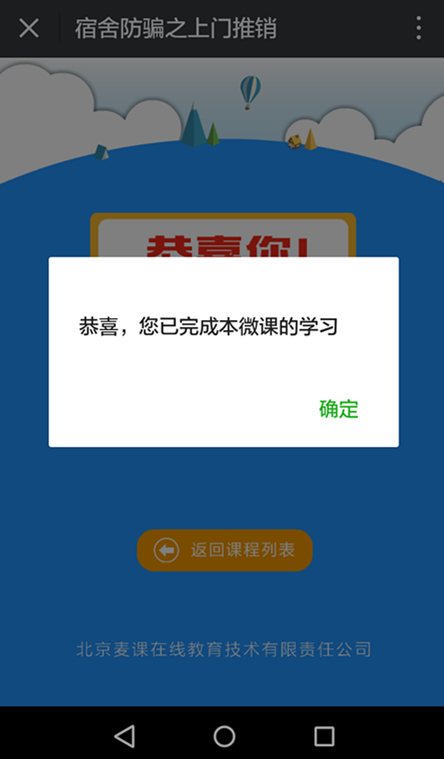 宿舍防骗之上门推销
恭喜你!
恭喜，您已完成本微课的学习
确定
返回课程列表
北京麦课在线教育技术有限责任公司